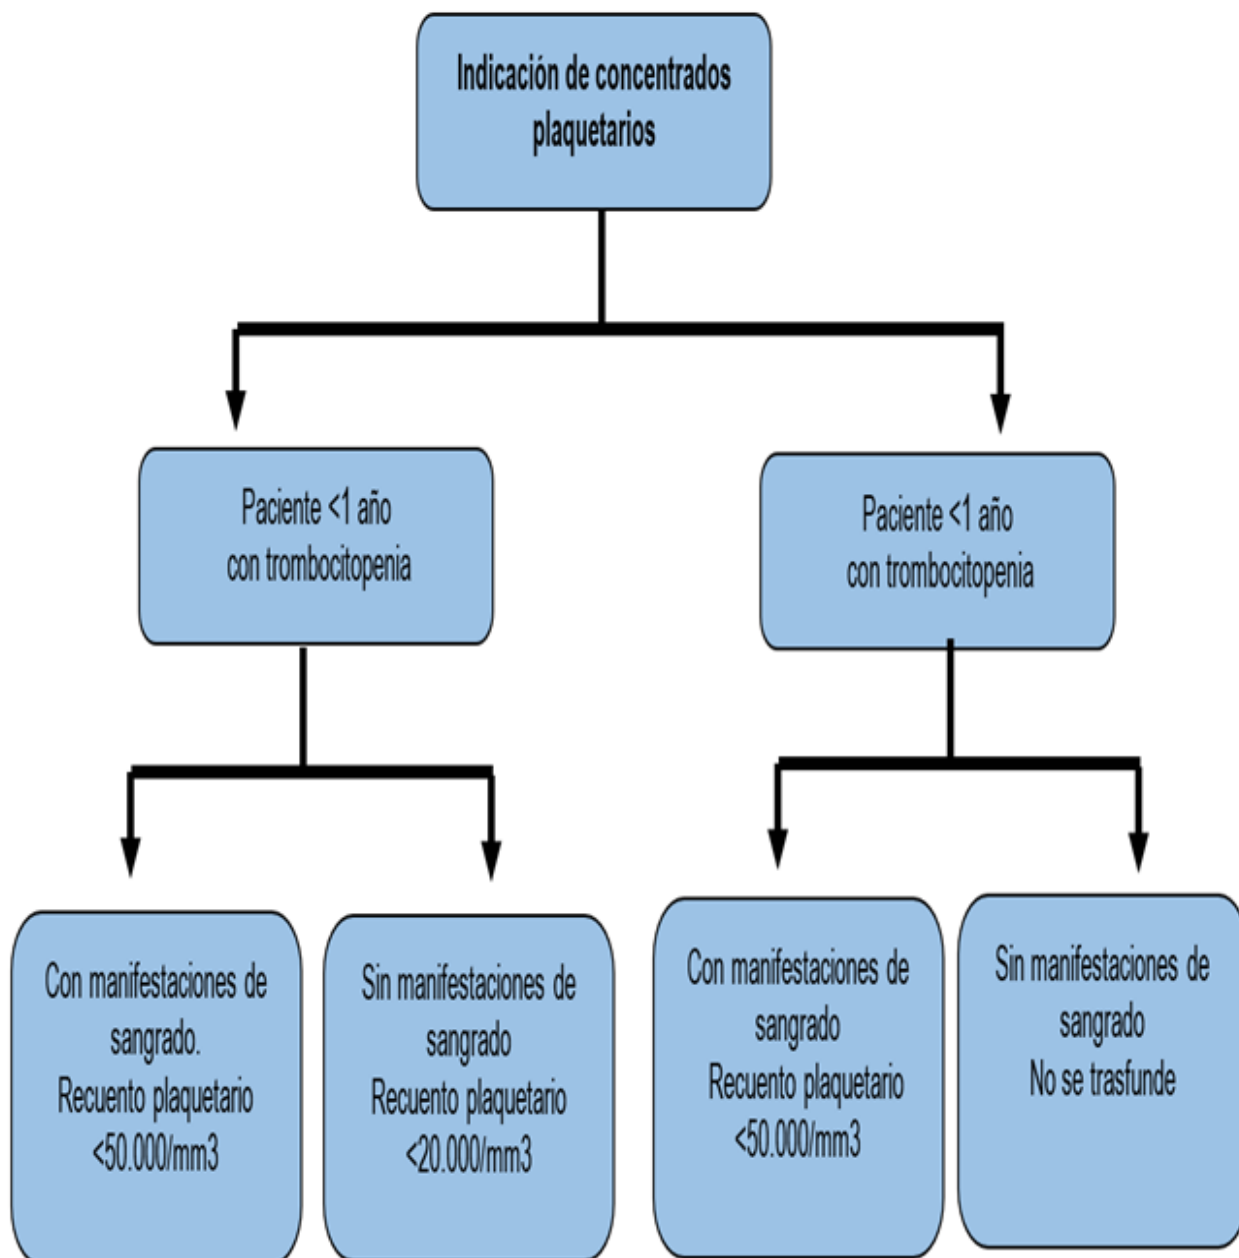 Indicación de concentrados
plaquetarios
Paciente <1 año
con trombocitopenia
Paciente <1 año
con trombocitopenia
Con manifestaciones de
sangrado.
Recuento plaquetario
<50.000/mm3
Sin manifestaciones de
sangrado
Recuento plaquetario
<20.000/mm3
Con manifestaciones de
sangrado
Recuento plaquetario
<50.000/mm3
Sin manifestaciones de
sangrado
No se trasfunde